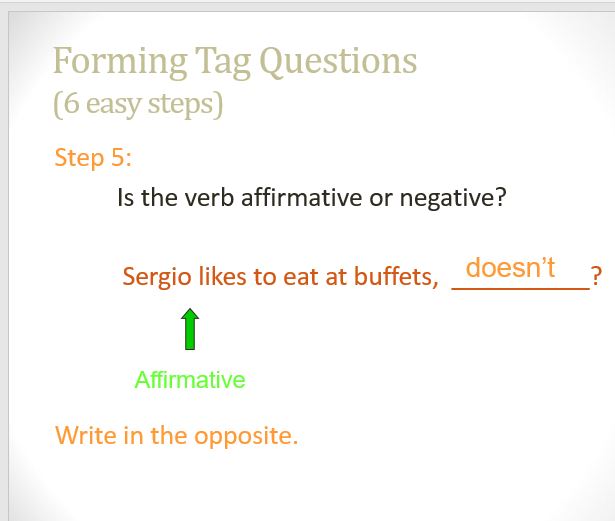 Forming Tag Questions
(6 easy steps)
Step 5:
Is the verb affirmative or negative?
Sergio likes to eat at buffets, doesn’t?
Affirmative
Write in the opposite.